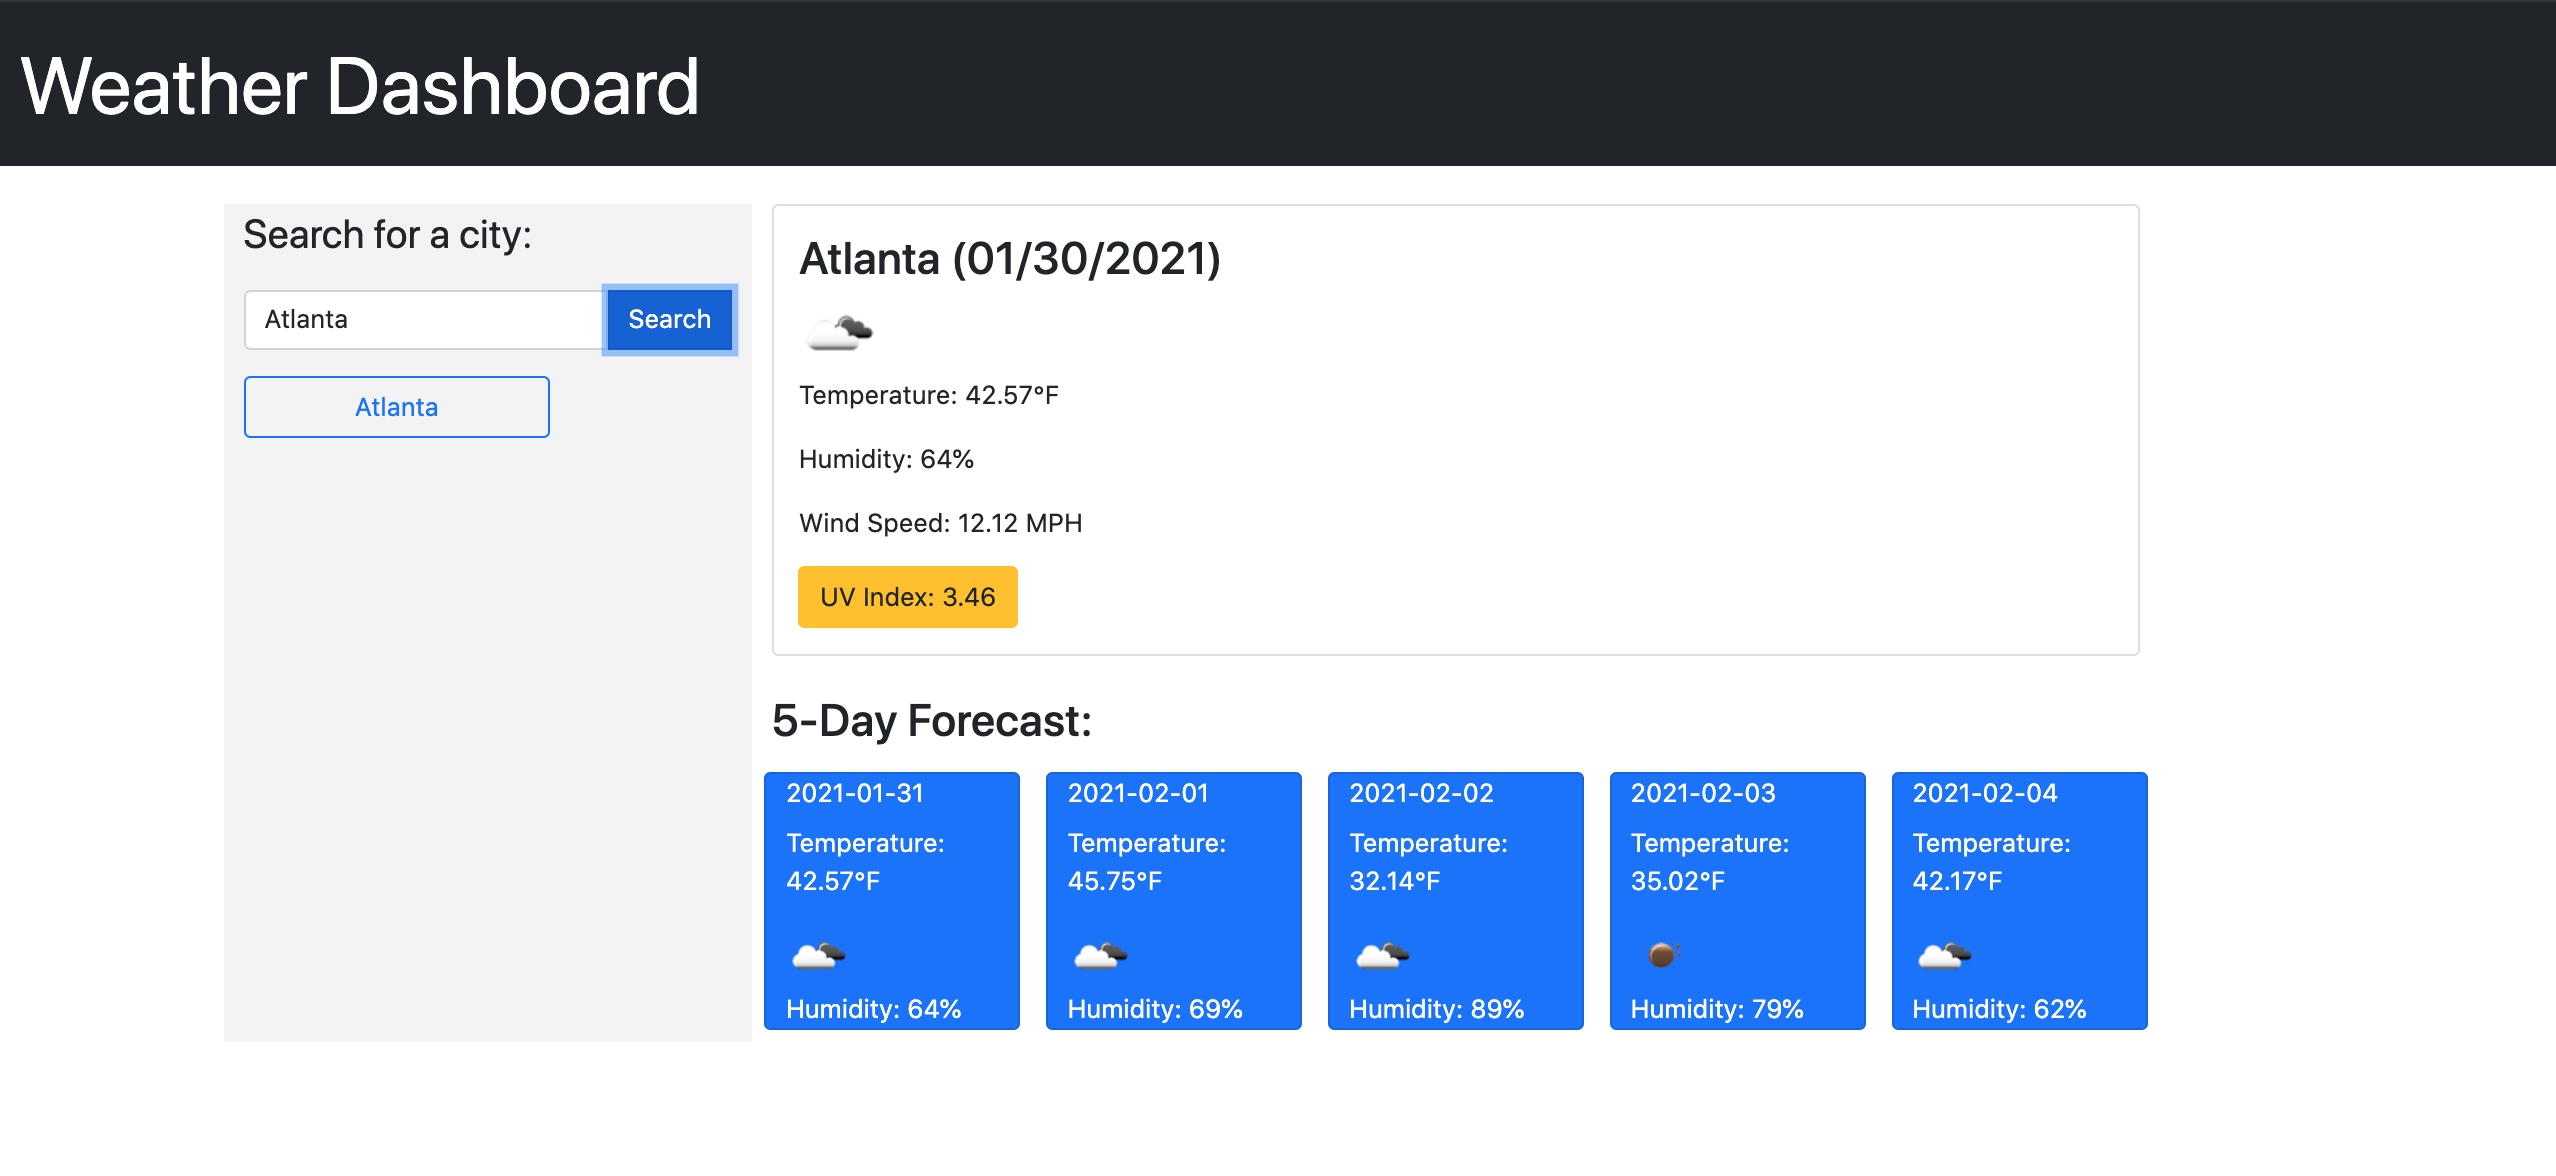 Weather Dashboard
Search for a city:
Atlanta
Search
Atlanta
Atlanta (01/30/2021)
Temperature: 42.57°F
Humidity: 64%
Wind Speed: 12.12 MPH
UV Index: 3.46
5-Day Forecast:
2021-01-31
Temperature:
42.57°F
Humidity: 64%
2021-02-01
Temperature:
45.75°F
Humidity: 69%
2021-02-02
Temperature:
32.14°F
Humidity: 89%
2021-02-03
Temperature:
35.02°F
Humidity: 79%
2021-02-04
Temperature:
42.17°F
Humidity: 62%